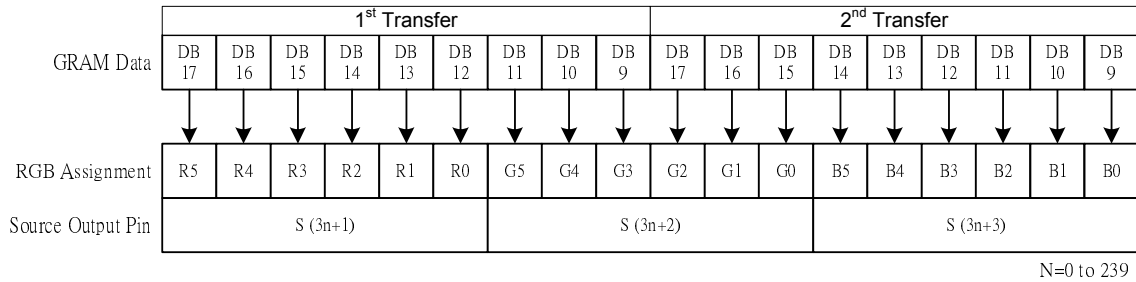 1st Transfer 2nd Transfer
GRAM Data DB 17 DB 16 DB 15 DB 14 DB 13 DB 12 DB 11 DB 10 DB 9 DB 17 DB 16 DB 15 DB 14 DB 13 DB 12 DB 11 DB 10 DB 9
RGB Assignment R5 R4 R3 R2 R1 R0 G5 G4 G3 G2 G1 G0 B5 B4 B3 B2 B1 B0
Source Output Pin S (3n+1) S (3n+2) S (3n+3)
N=0 to 239